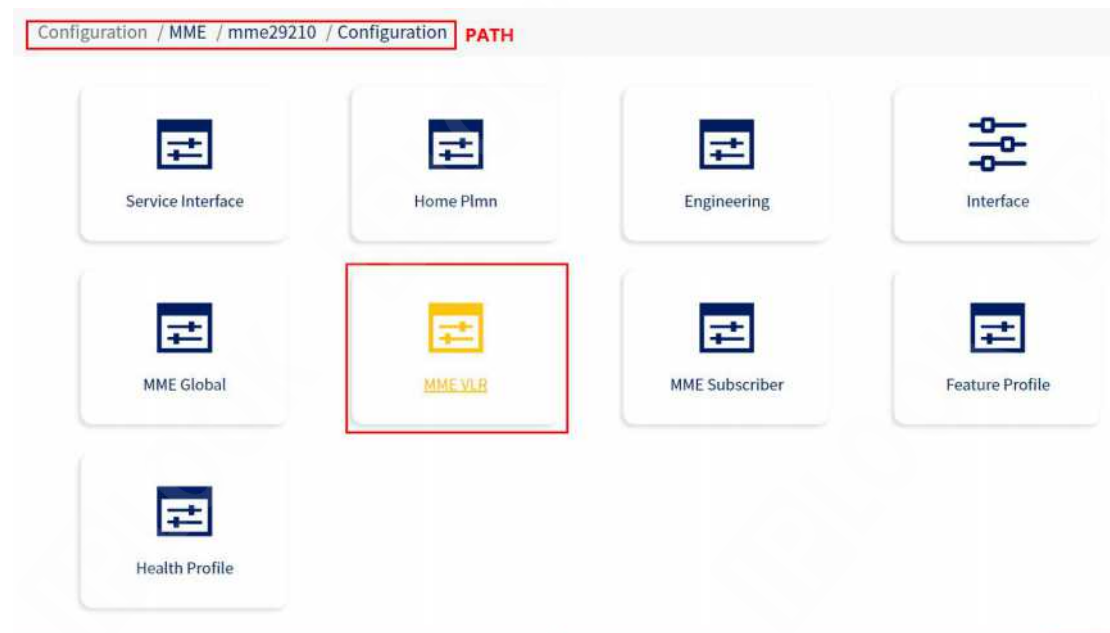 Configuration / MME / mme29210 / Configuration PATH
Service Interface
Home Plmn
Engineering
Interface
MME Global
MME VLR
MME Subscriber
Feature Profile
Health Profile